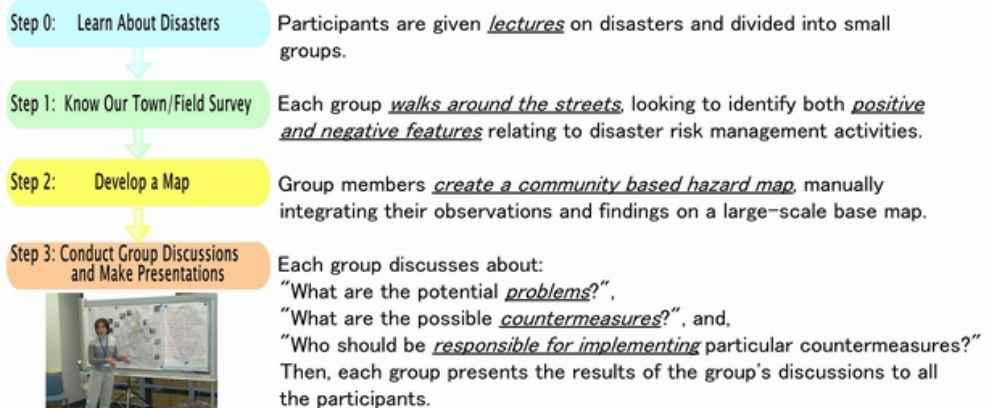 Step 0: Learn About Disasters
Participants are given lectures on disasters and divided into small
groups.
Step 1: Know Our Town/Field Survey
Each group walks around the streets, looking to identify both positive
and negative features relating to disaster risk management activities.
Step 2: Develop a Map
Group members create a community based hazard map, manually
integrating their observations and findings on a large-scale base map.
Step 3: Conduct Group Discussions
and Make Presentations
Each group discusses about:
"What are the potential problems?",
"What are the possible countermeasures?", and,
"Who should be responsible for implementing particular countermeasures?"
Then, each group presents the results of the group's discussions to all
the participants.